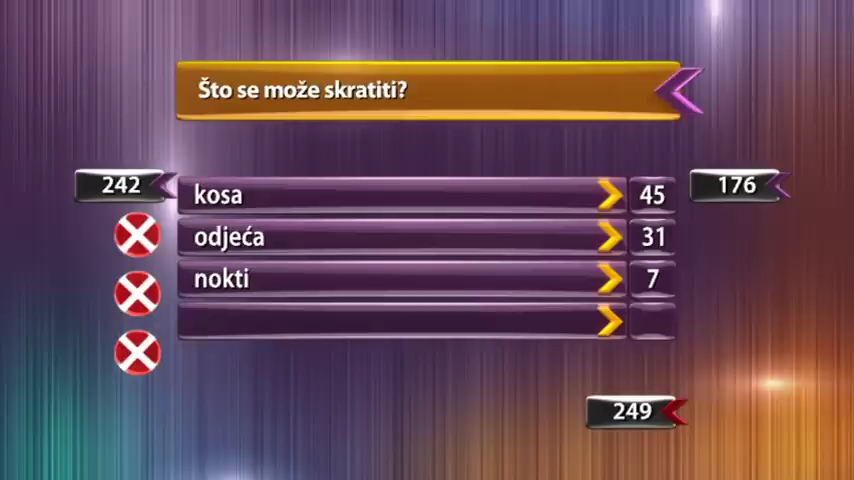 Što se može skratiti?
242
kosa 45
176
odjeća 31
nokti 7
249